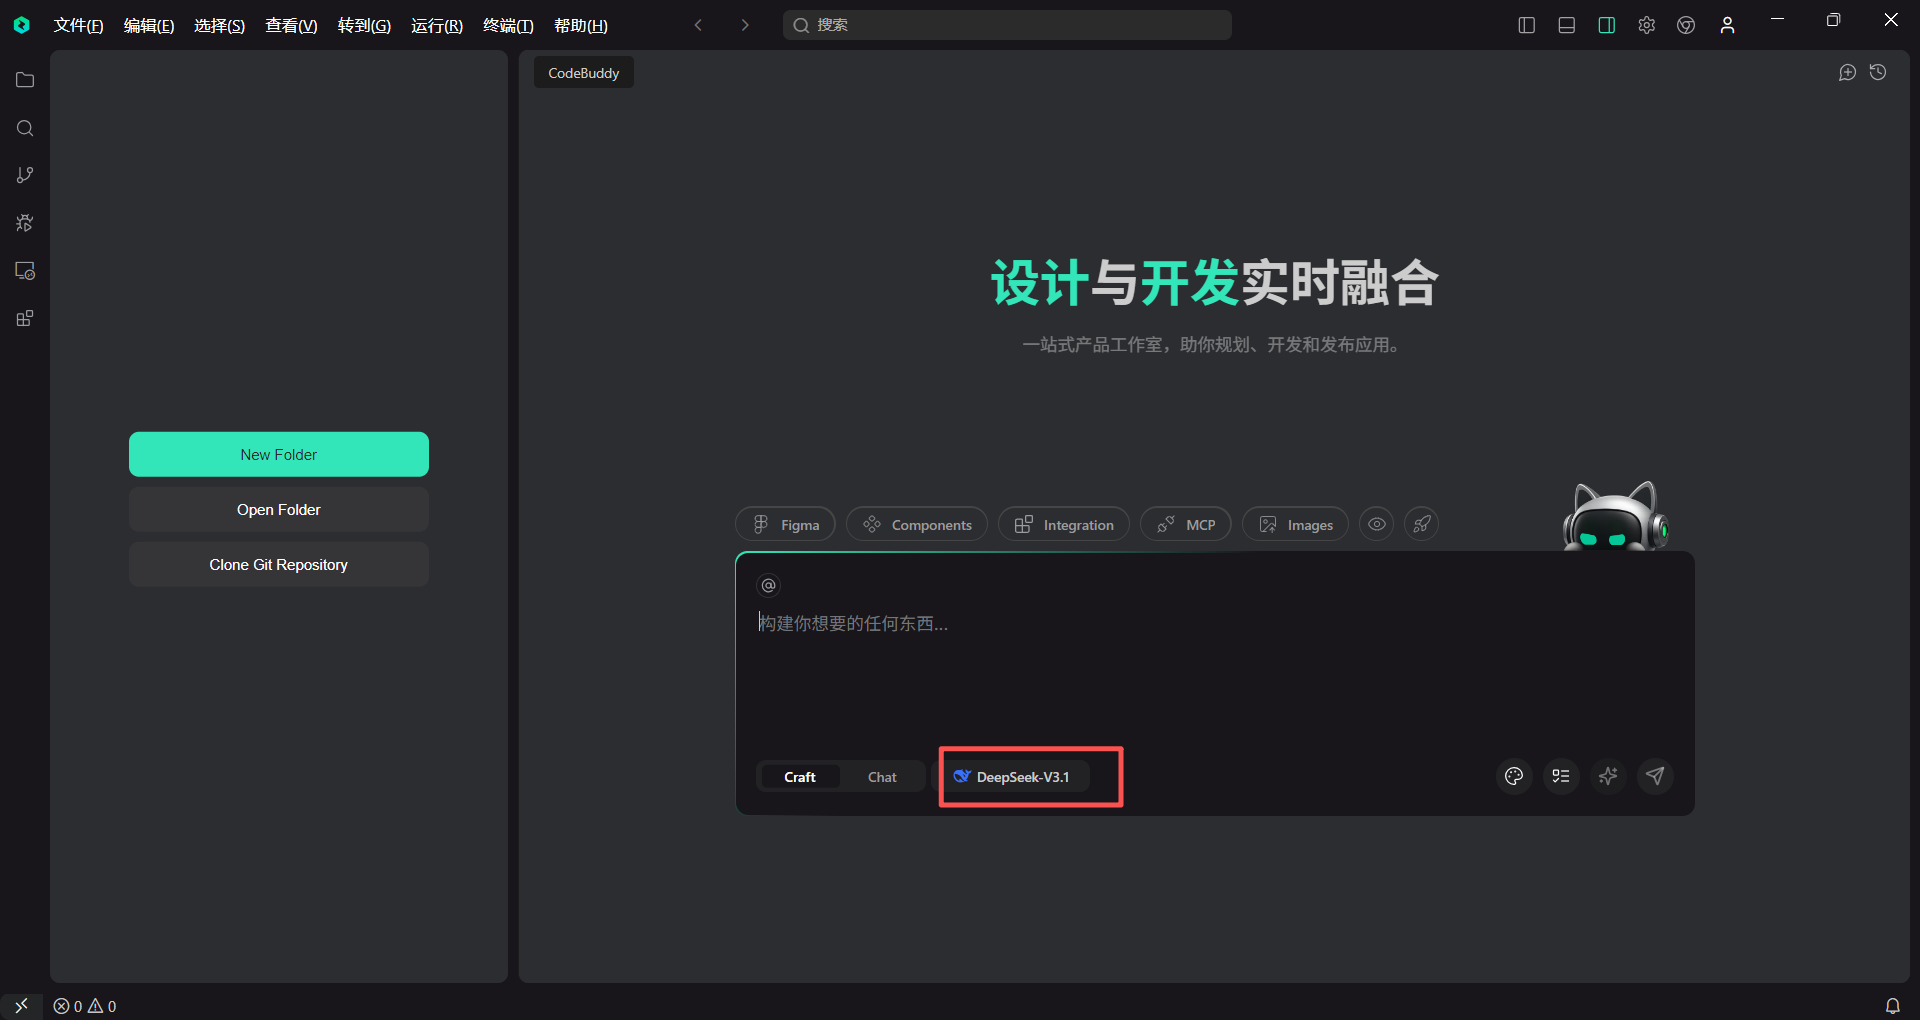 文件(F) 编辑(E) 选择(S) 查看(V) 转到(G) 运行(R) 终端(T) 帮助(H) 搜索
CodeBuddy
设计与开发实时融合
一站式产品工作室，助你规划、开发和发布应用。
New Folder
Open Folder
Clone Git Repository
Figma Components Integration MCP Images
@
构建你想要的任何东西...
Craft Chat DeepSeek-V3.1
0 0